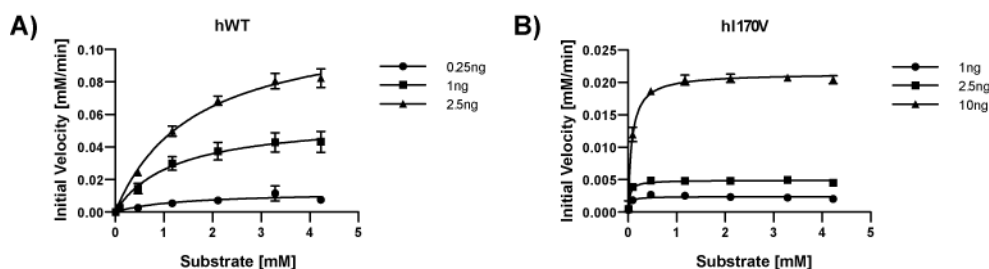 A)
hWT
Initial Velocity [mM/min]
0.10
0.08
0.06
0.04
0.02
0.00
0 1 2 3 4 5
Substrate [mM]
0.25ng
1ng
2.5ng
B)
hI170V
Initial Velocity [mM/min]
0.025
0.020
0.015
0.010
0.005
0.000
0 1 2 3 4 5
Substrate [mM]
1ng
2.5ng
10ng